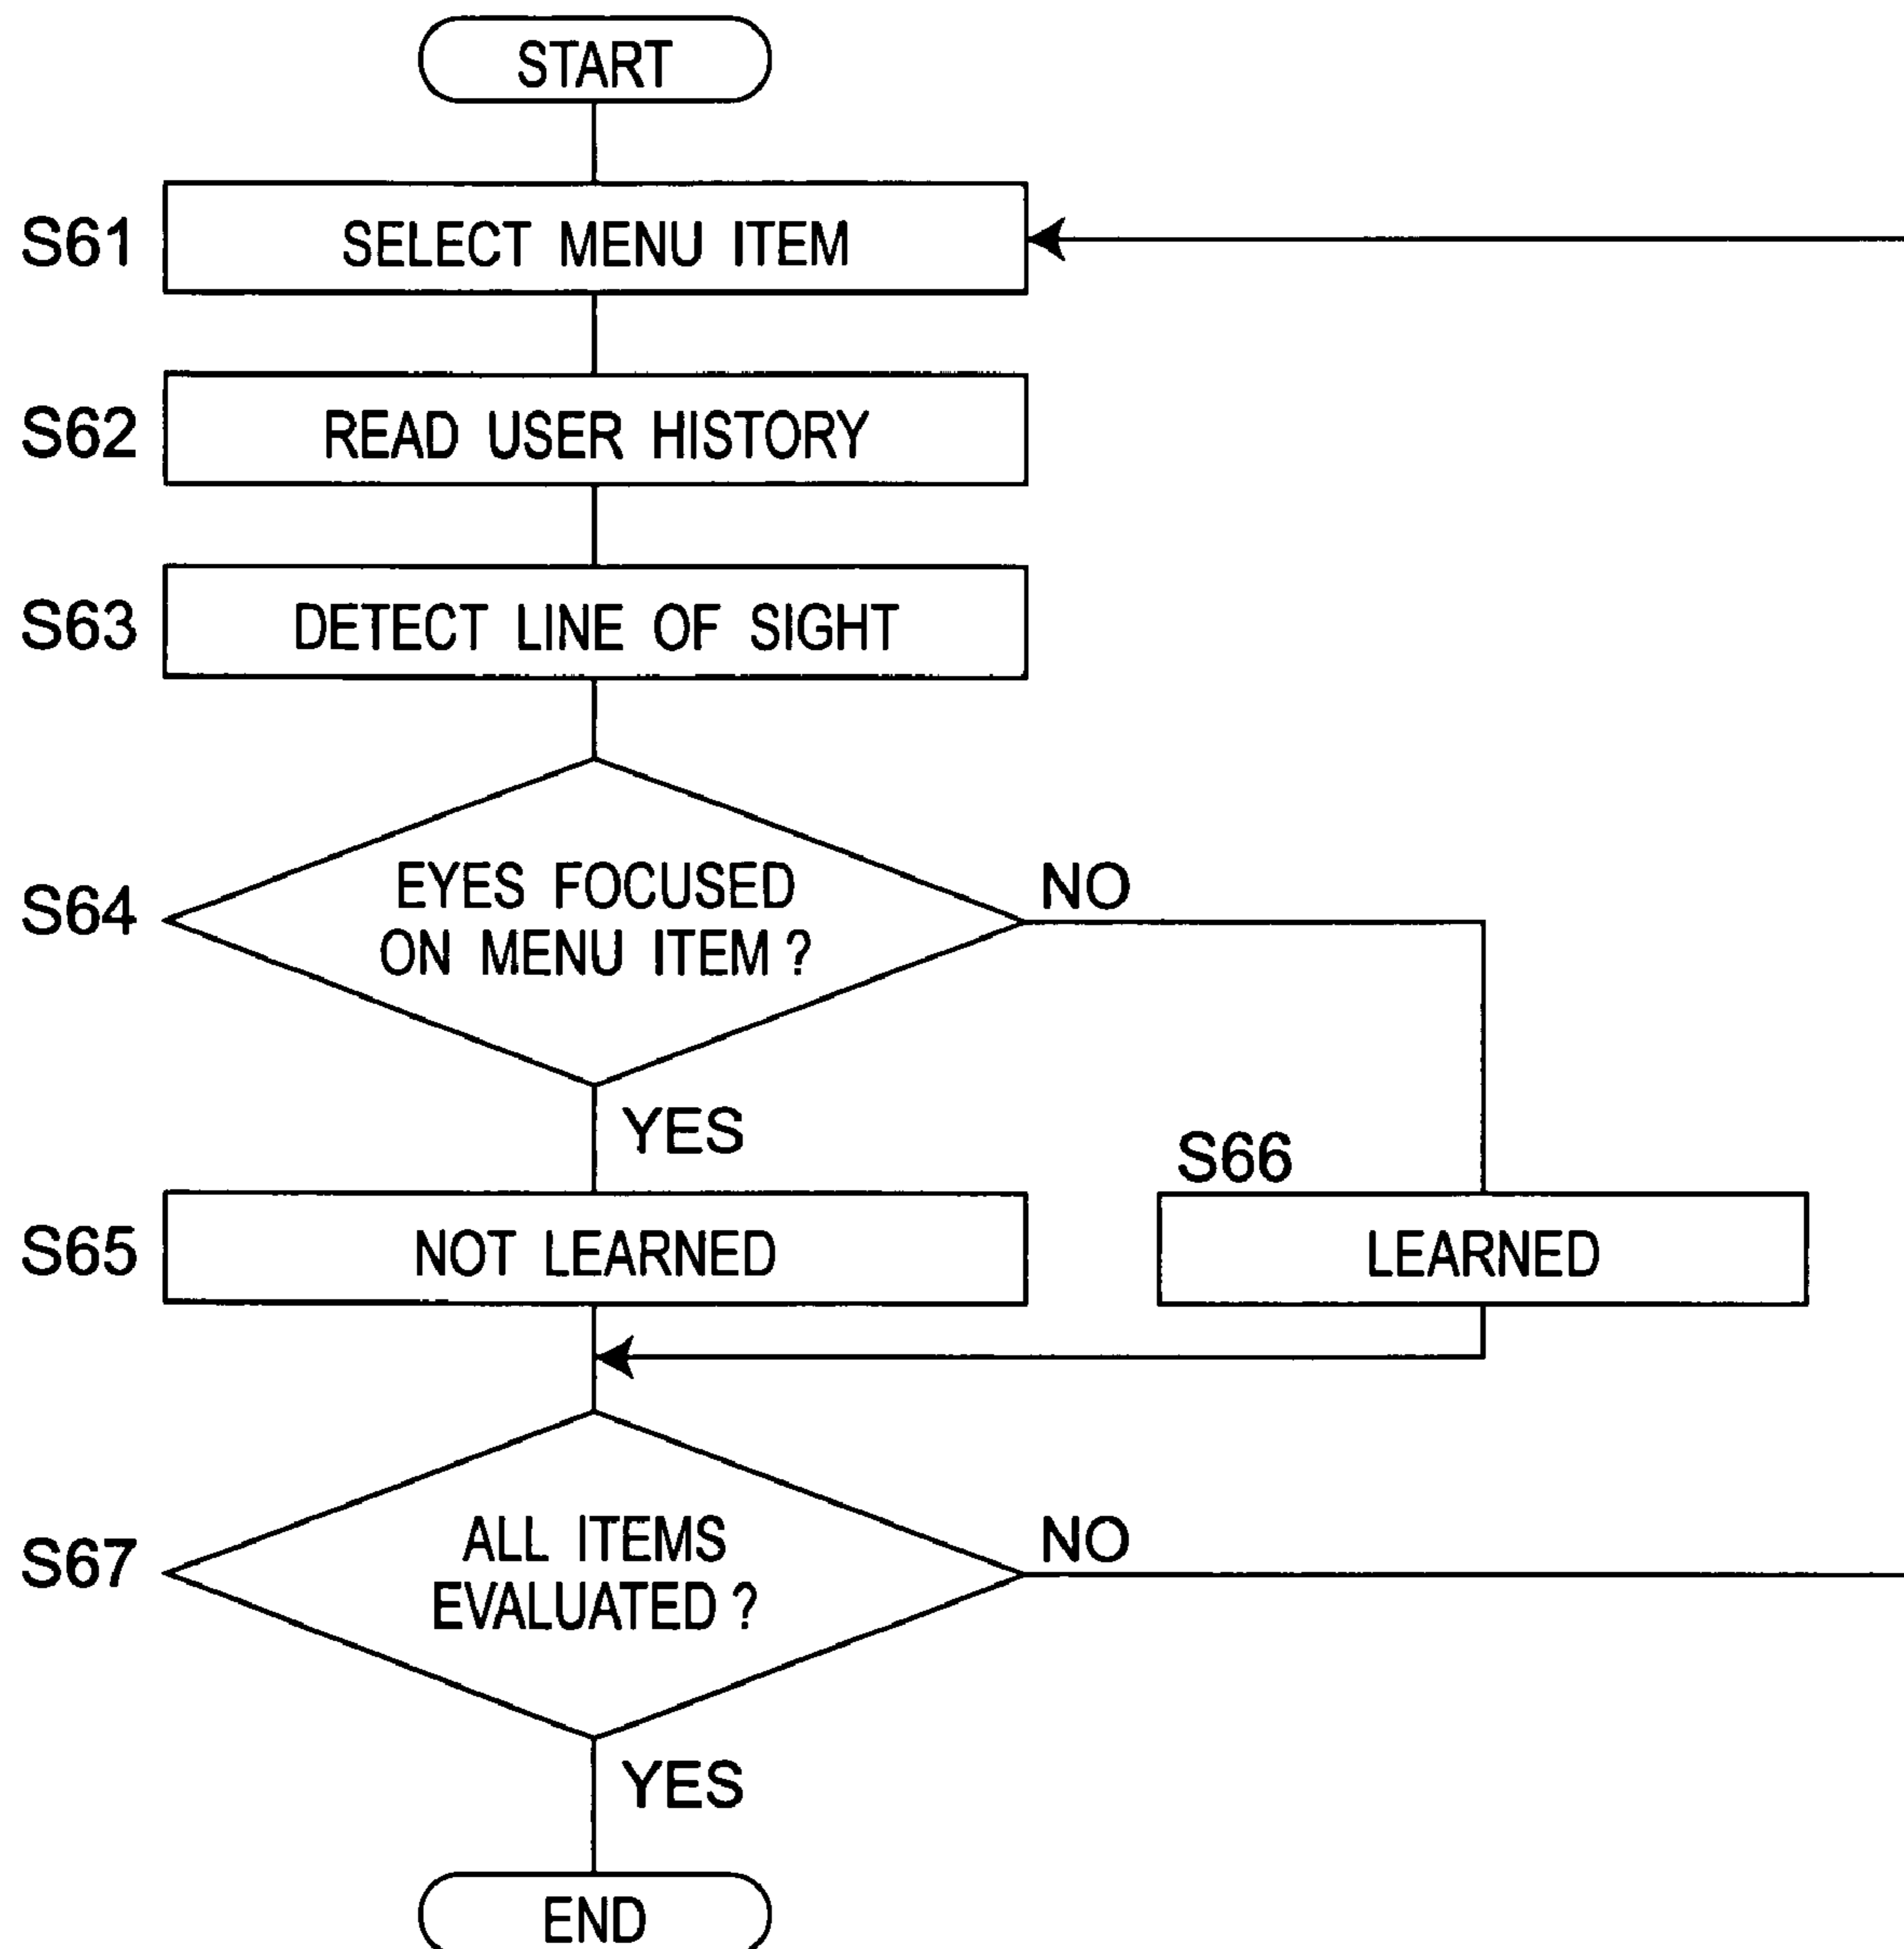 START
S61
SELECT MENU ITEM
S62
READ USER HISTORY
S63
DETECT LINE OF SIGHT
S64
EYES FOCUSED
ON MENU ITEM ?
NO
YES
S66
S65
NOT LEARNED
LEARNED
S67
ALL ITEMS
EVALUATED ?
NO
YES
END